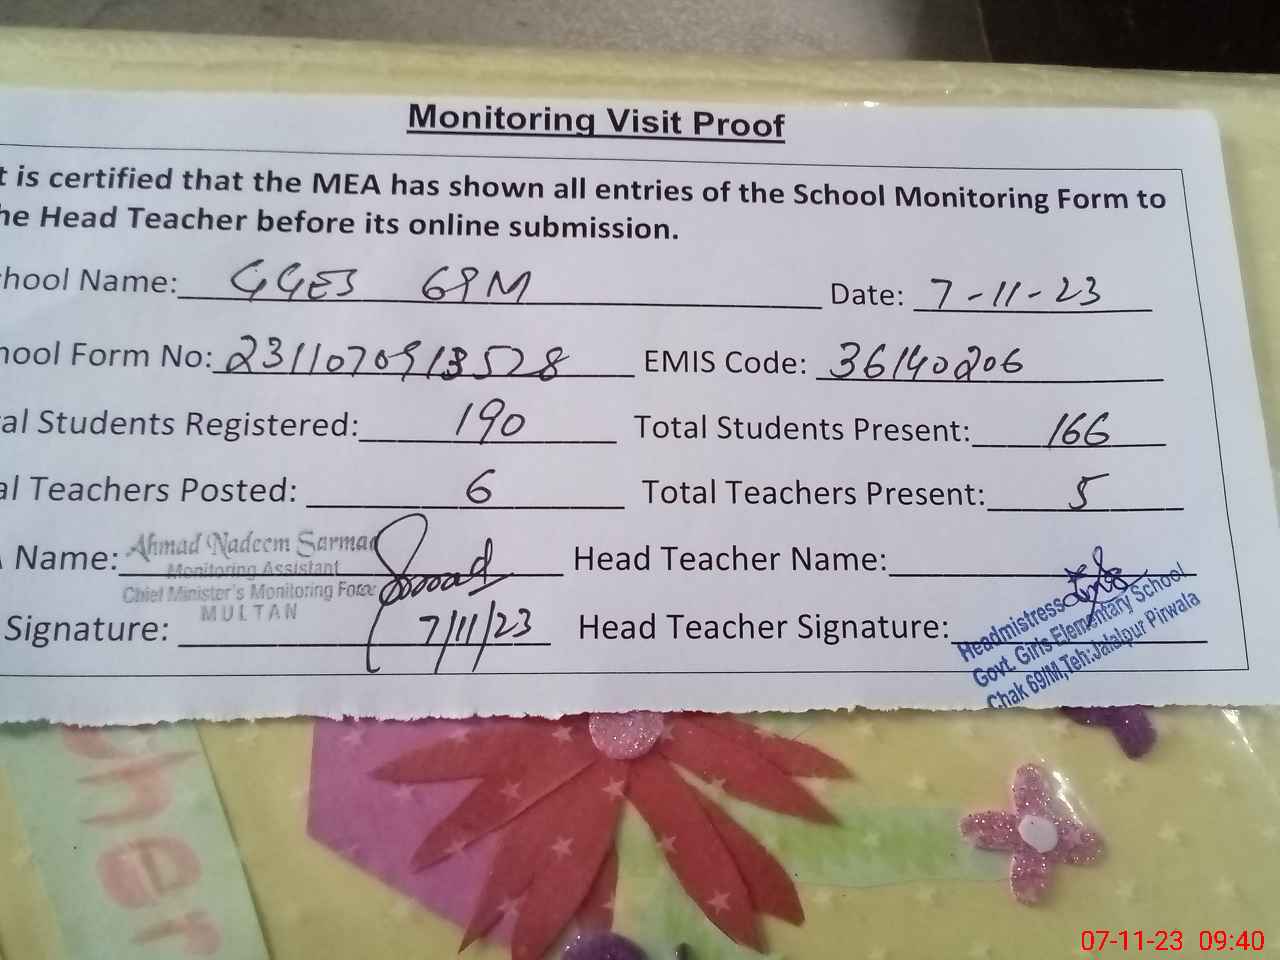 Monitoring Visit Proof
t is certified that the MEA has shown all entries of the School Monitoring Form to
he Head Teacher before its online submission.
hool Name: GGES 69M Date: 7-11-23
hool Form No: 2311070913528 EMIS Code: 36140206
al Students Registered: 190 Total Students Present: 166
al Teachers Posted: 6 Total Teachers Present: 5
Name: Ahmad Nadeem Sarmad Head Teacher Name:
Monitoring Assistant
Chief Minister's Monitoring Force
MULTAN
Signature: 7/11/23 Head Teacher Signature:
Headmistress
Govt. Girls Elementary School
Chak 69/M,Teh:Jalalpur Pirwala
her
07-11-23 09:40